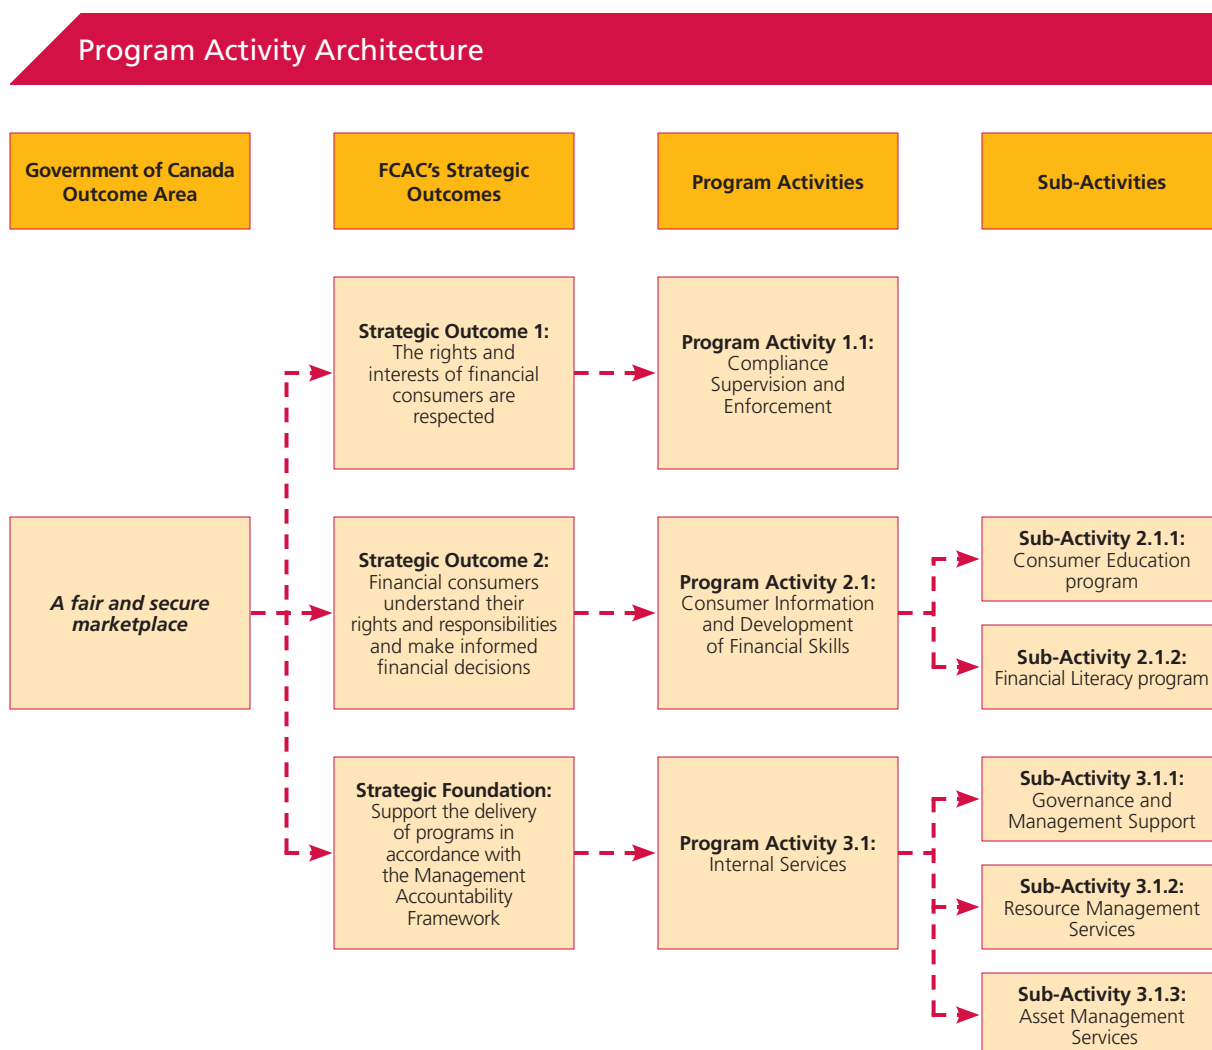 Program Activity Architecture
Government of Canada
Outcome Area
FCAC's Strategic
Outcomes
Program Activities
Sub-Activities
A fair and secure
marketplace
Strategic Outcome 1:
The rights and
interests of financial
consumers are
respected
Program Activity 1.1:
Compliance
Supervision and
Enforcement
Strategic Outcome 2:
Financial consumers
understand their
rights and responsibilities
and make informed
financial decisions
Program Activity 2.1:
Consumer Information
and Development
of Financial Skills
Sub-Activity 2.1.1:
Consumer Education
program
Sub-Activity 2.1.2:
Financial Literacy program
Strategic Foundation:
Support the delivery
of programs in
accordance with
the Management
Accountability
Framework
Program Activity 3.1:
Internal Services
Sub-Activity 3.1.1:
Governance and
Management Support
Sub-Activity 3.1.2:
Resource Management
Services
Sub-Activity 3.1.3:
Asset Management
Services